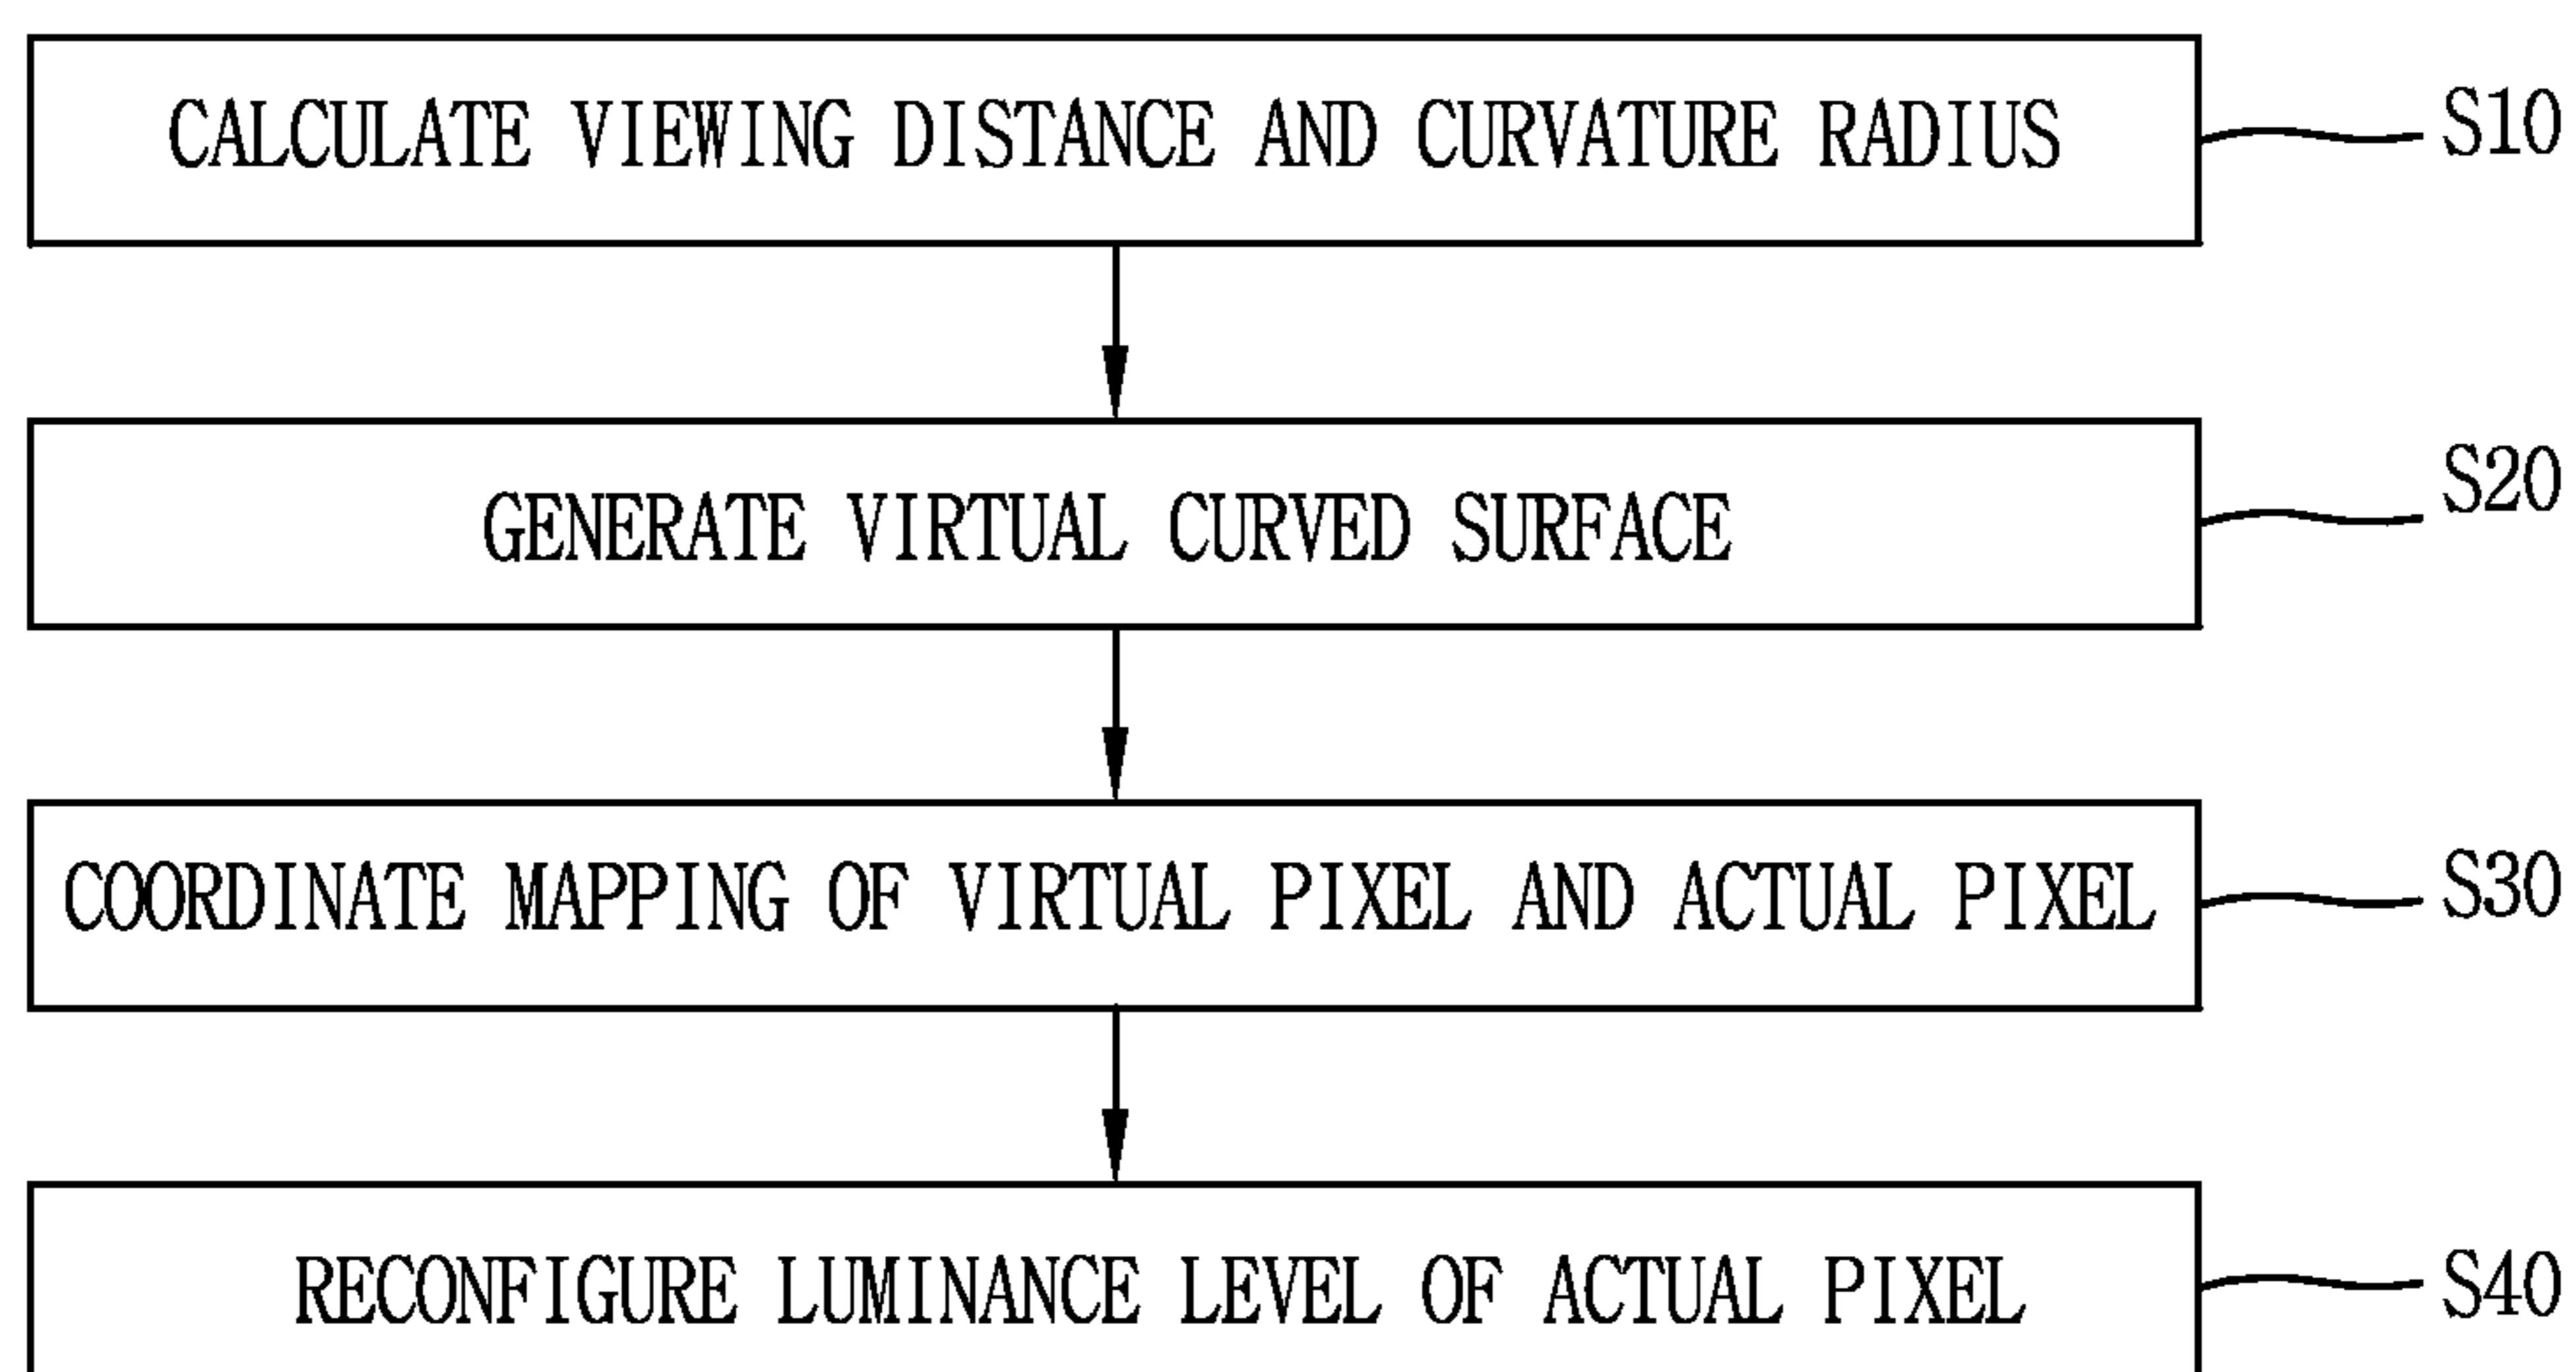 CALCULATE VIEWING DISTANCE AND CURVATURE RADIUS
S10
GENERATE VIRTUAL CURVED SURFACE
S20
COORDINATE MAPPING OF VIRTUAL PIXEL AND ACTUAL PIXEL
S30
RECONFIGURE LUMINANCE LEVEL OF ACTUAL PIXEL
S40